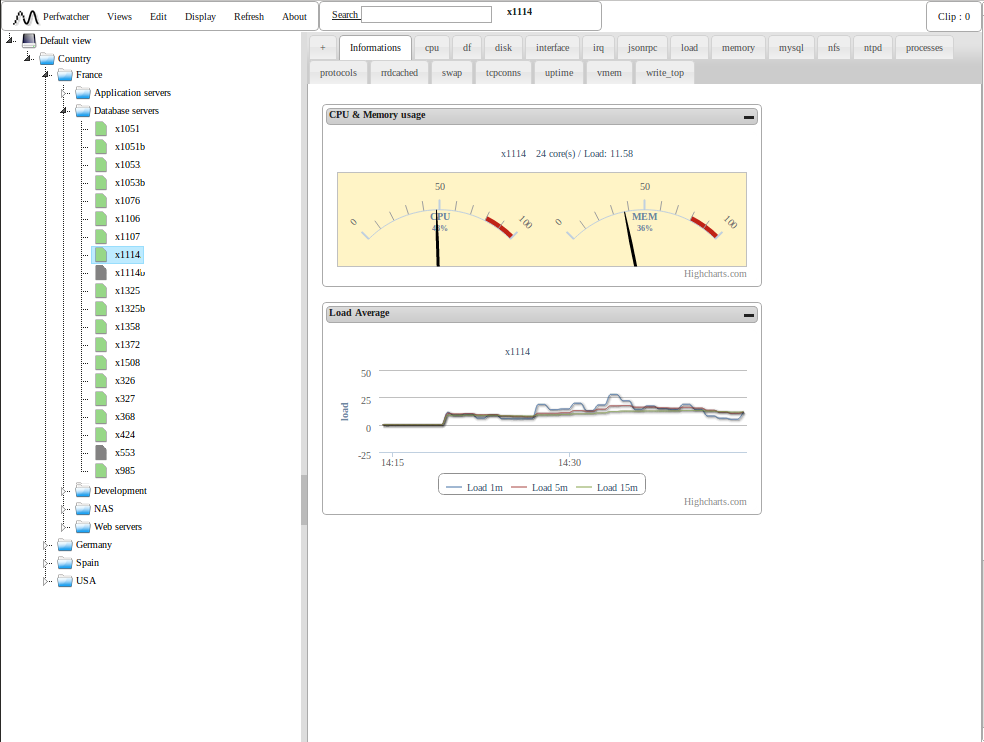 Perfwatcher Views Edit Display Refresh About
Search
x1114
Clip : 0
Default view
Country
France
Application servers
Database servers
x1051
x1051b
x1053
x1053b
x1076
x1106
x1107
x1114
x1114b
x1325
x1325b
x1358
x1372
x1508
x326
x327
x368
x424
x553
x985
Development
NAS
Web servers
Germany
Spain
USA
+ Informations cpu df disk interface irq jsonrpc load memory mysql nfs ntpd processes
protocols rrdcached swap tcpconns uptime vmem write_top
CPU & Memory usage
x1114 24 core(s) / Load: 11.58
0 50 100
CPU
0 50 100
MEM
36%
Highcharts.com
Load Average
x1114
load
50
25
0
-25
14:15 14:30
Load 1m Load 5m Load 15m
Highcharts.com